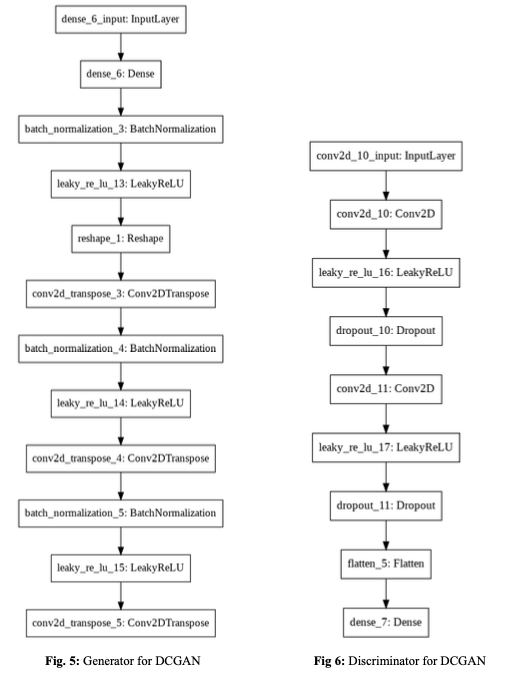 dense_6_input: InputLayer
dense_6: Dense
batch_normalization_3: BatchNormalization
leaky_re_lu_13: LeakyReLU
reshape_1: Reshape
conv2d_transpose_3: Conv2DTranspose
batch_normalization_4: BatchNormalization
leaky_re_lu_14: LeakyReLU
conv2d_transpose_4: Conv2DTranspose
batch_normalization_5: BatchNormalization
leaky_re_lu_15: LeakyReLU
conv2d_transpose_5: Conv2DTranspose
Fig. 5: Generator for DCGAN
conv2d_10_input: InputLayer
conv2d_10: Conv2D
leaky_re_lu_16: LeakyReLU
dropout_10: Dropout
conv2d_11: Conv2D
leaky_re_lu_17: LeakyReLU
dropout_11: Dropout
flatten_5: Flatten
dense_7: Dense
Fig 6: Discriminator for DCGAN